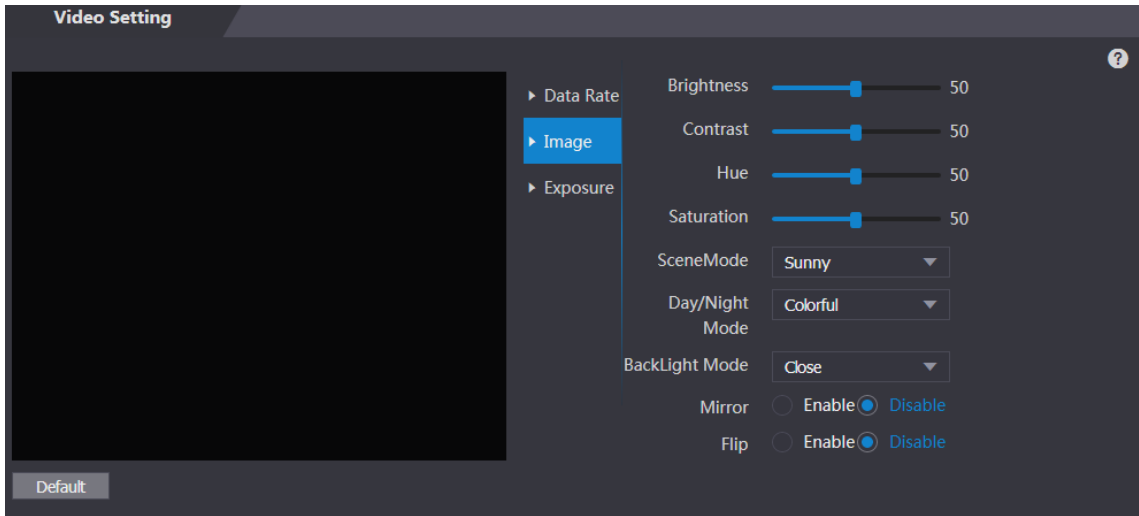 Video Setting
?
Data Rate
Image
Exposure
Brightness 50
Contrast 50
Hue 50
Saturation 50
SceneMode Sunny
Day/Night
Mode
Colorful
BackLight Mode Close
Mirror Enable Disable
Flip Enable Disable
Default